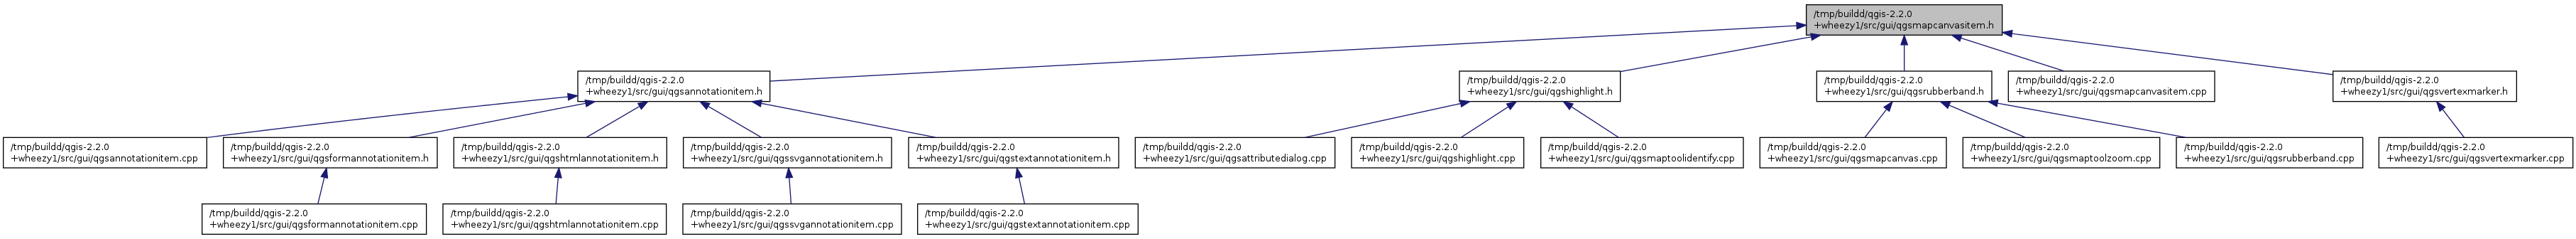 /tmp/buildd/qgis-2.2.0
+wheezy1/src/gui/qgsmapcanvasitem.h
/tmp/buildd/qgis-2.2.0
+wheezy1/src/gui/qgsannotationitem.h
/tmp/buildd/qgis-2.2.0
+wheezy1/src/gui/qgshighlight.h
/tmp/buildd/qgis-2.2.0
+wheezy1/src/gui/qgsrubberband.h
/tmp/buildd/qgis-2.2.0
+wheezy1/src/gui/qgsmapcanvasitem.cpp
/tmp/buildd/qgis-2.2.0
+wheezy1/src/gui/qgsvertexmarker.h
/tmp/buildd/qgis-2.2.0
+wheezy1/src/gui/qgsannotationitem.cpp
/tmp/buildd/qgis-2.2.0
+wheezy1/src/gui/qgsformannotationitem.h
/tmp/buildd/qgis-2.2.0
+wheezy1/src/gui/qgshtmlannotationitem.h
/tmp/buildd/qgis-2.2.0
+wheezy1/src/gui/qgssvgannotationitem.h
/tmp/buildd/qgis-2.2.0
+wheezy1/src/gui/qgstextannotationitem.h
/tmp/buildd/qgis-2.2.0
+wheezy1/src/gui/qgsattributedialog.cpp
/tmp/buildd/qgis-2.2.0
+wheezy1/src/gui/qgshighlight.cpp
/tmp/buildd/qgis-2.2.0
+wheezy1/src/gui/qgsmaptoolidentify.cpp
/tmp/buildd/qgis-2.2.0
+wheezy1/src/gui/qgsmapcanvas.cpp
/tmp/buildd/qgis-2.2.0
+wheezy1/src/gui/qgsmaptoolzoom.cpp
/tmp/buildd/qgis-2.2.0
+wheezy1/src/gui/qgsrubberband.cpp
/tmp/buildd/qgis-2.2.0
+wheezy1/src/gui/qgsvertexmarker.cpp
/tmp/buildd/qgis-2.2.0
+wheezy1/src/gui/qgsformannotationitem.cpp
/tmp/buildd/qgis-2.2.0
+wheezy1/src/gui/qgshtmlannotationitem.cpp
/tmp/buildd/qgis-2.2.0
+wheezy1/src/gui/qgssvgannotationitem.cpp
/tmp/buildd/qgis-2.2.0
+wheezy1/src/gui/qgstextannotationitem.cpp